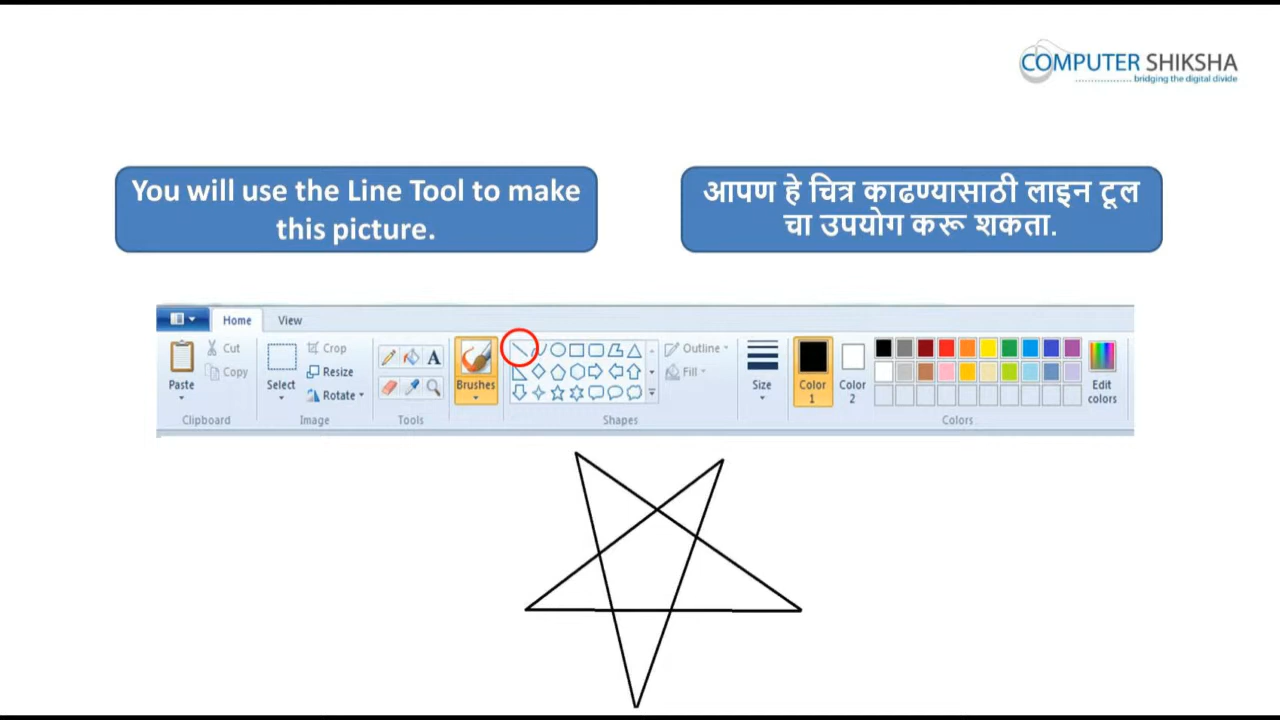 COMPUTER SHIKSHA
bridging the digital divide
You will use the Line Tool to make
this picture.
आपण हे चित्र काढण्यासाठी लाइन टूल
चा उपयोग करू शकता.
Home View
Cut Crop Outline
Copy Resize Fill
Paste Select Rotate Brushes Size Color 1 Color 2 Edit colors
Clipboard Image Tools Shapes Colors